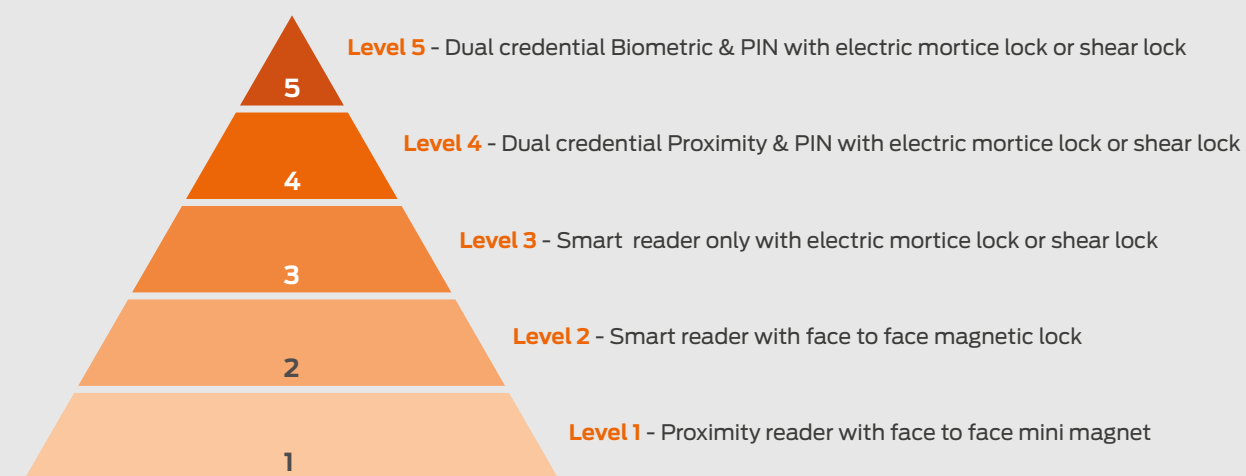 Level 5 - Dual credential Biometric & PIN with electric mortice lock or shear lock
5
Level 4 - Dual credential Proximity & PIN with electric mortice lock or shear lock
4
Level 3 - Smart  reader only with electric mortice lock or shear lock
3
Level 2 - Smart reader with face to face magnetic lock
2
Level 1 - Proximity reader with face to face mini magnet
1